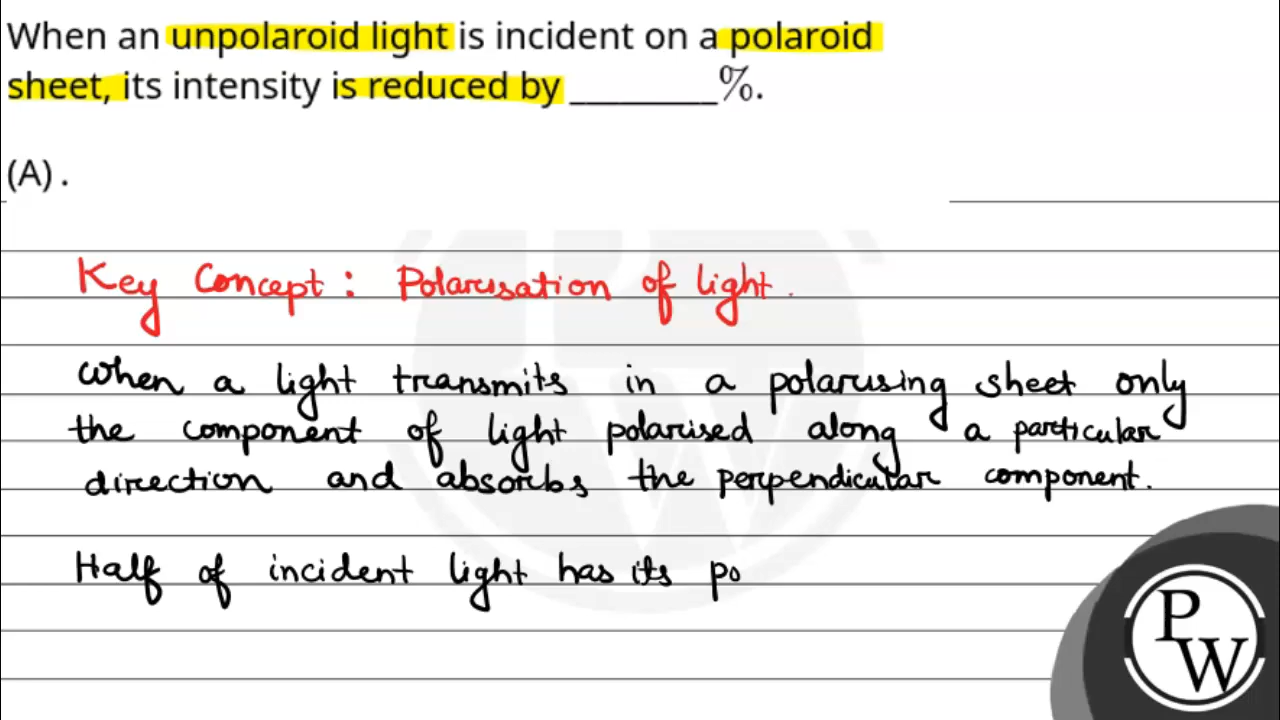 When an unpolaroid light is incident on a polaroid
sheet, its intensity is reduced by ________%.
(A) .
Key Concept: Polarisation of light.
When a light transmits in a polarising sheet only
the component of light polarised along a particular
direction and absorbs the perpendicular component.
Half of incident light has its po
P
W